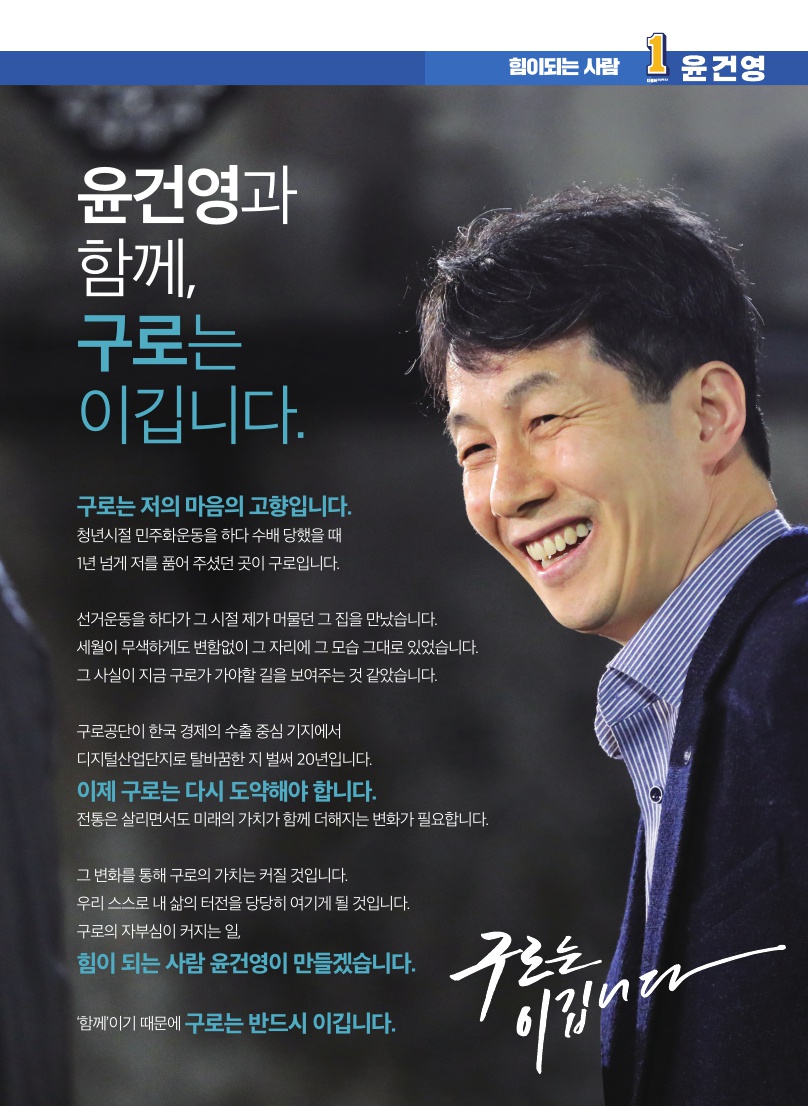 힘이되는 사람 1 윤건영
더불어민주당
윤건영과
함께,
구로는
이깁니다.
구로는 저의 마음의 고향입니다.
청년시절 민주화운동을 하다 수배 당했을 때
1년 넘게 저를 품어 주셨던 곳이 구로입니다.
선거운동을 하다가 그 시절 제가 머물던 그 집을 만났습니다.
세월이 무색하게도 변함없이 그 자리에 그 모습 그대로 있었습니다.
그 사실이 지금 구로가 가야할 길을 보여주는 것 같았습니다.
구로공단이 한국 경제의 수출 중심 기지에서
디지털산업단지로 탈바꿈한 지 벌써 20년입니다.
이제 구로는 다시 도약해야 합니다.
전통은 살리면서도 미래의 가치가 함께 더해지는 변화가 필요합니다.
그 변화를 통해 구로의 가치는 커질 것입니다.
우리 스스로 내 삶의 터전을 당당히 여기게 될 것입니다.
구로의 자부심이 커지는 일,
힘이 되는 사람 윤건영이 만들겠습니다.
'함께'이기 때문에 구로는 반드시 이깁니다.
구로는
이깁니다